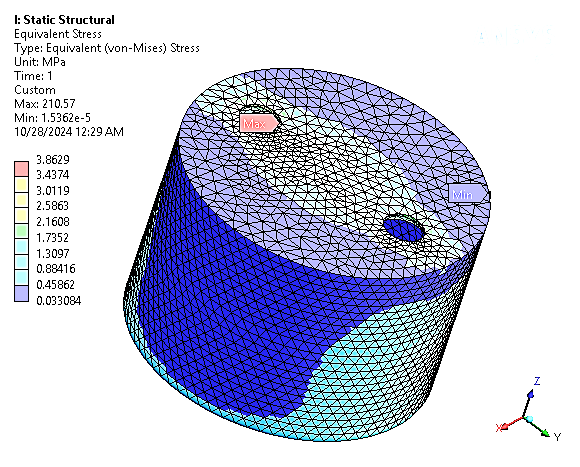 I: Static Structural
Equivalent Stress
Type: Equivalent (von-Mises) Stress
Unit: MPa
Time: 1
Custom
Max: 210.57
Min: 1.5362e-5
10/28/2024 12:29 AM
3.8629
3.4374
3.0119
2.5863
2.1608
1.7352
1.3097
0.88416
0.45862
0.033084
Max
Min
Z
X
Y